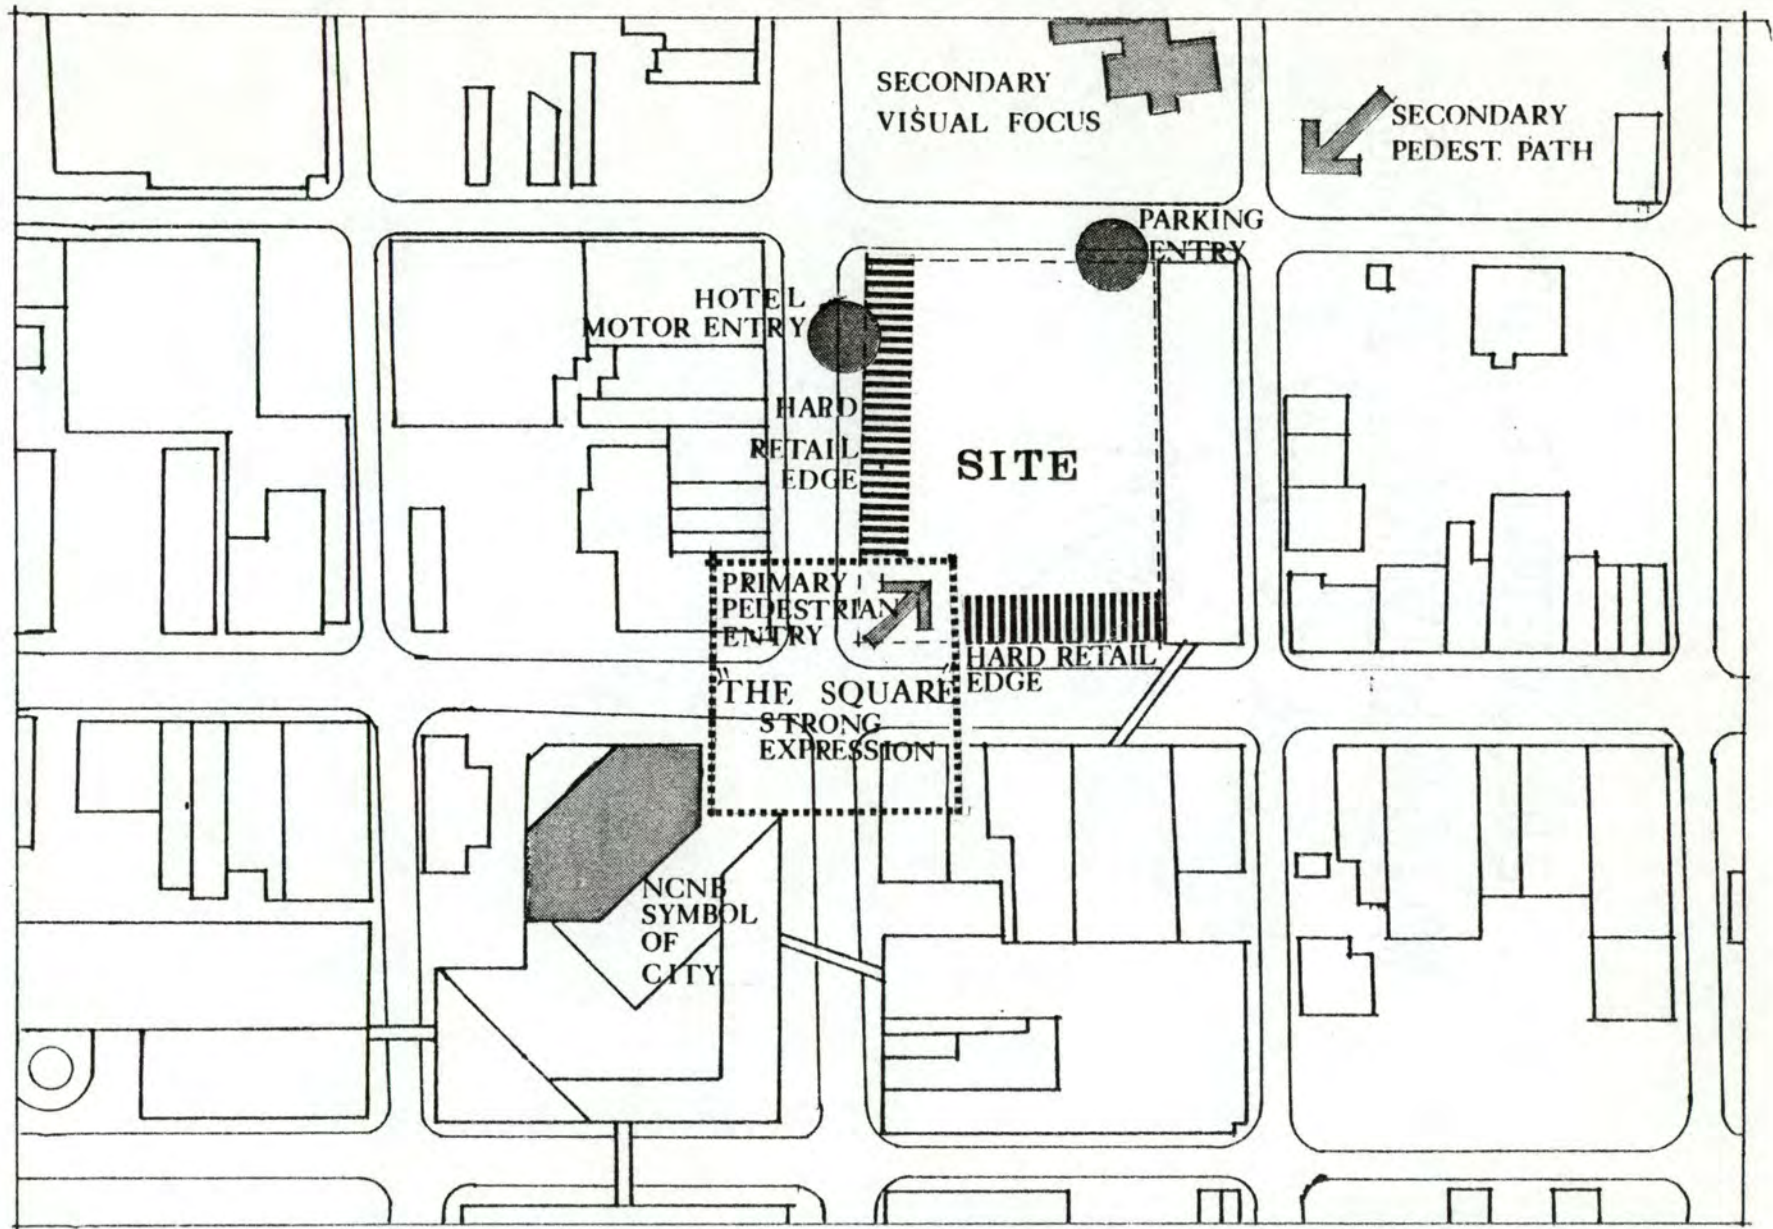 SECONDARY
VISUAL FOCUS
SECONDARY
PEDEST. PATH
PARKING
ENTRY
HOTEL
MOTOR ENTRY
HARD
RETAIL
EDGE
SITE
PRIMARY
PEDESTRIAN
ENTRY
HARD RETAIL
EDGE
"THE SQUARE"
STRONG
EXPRESSION
NCNB
SYMBOL
OF
CITY